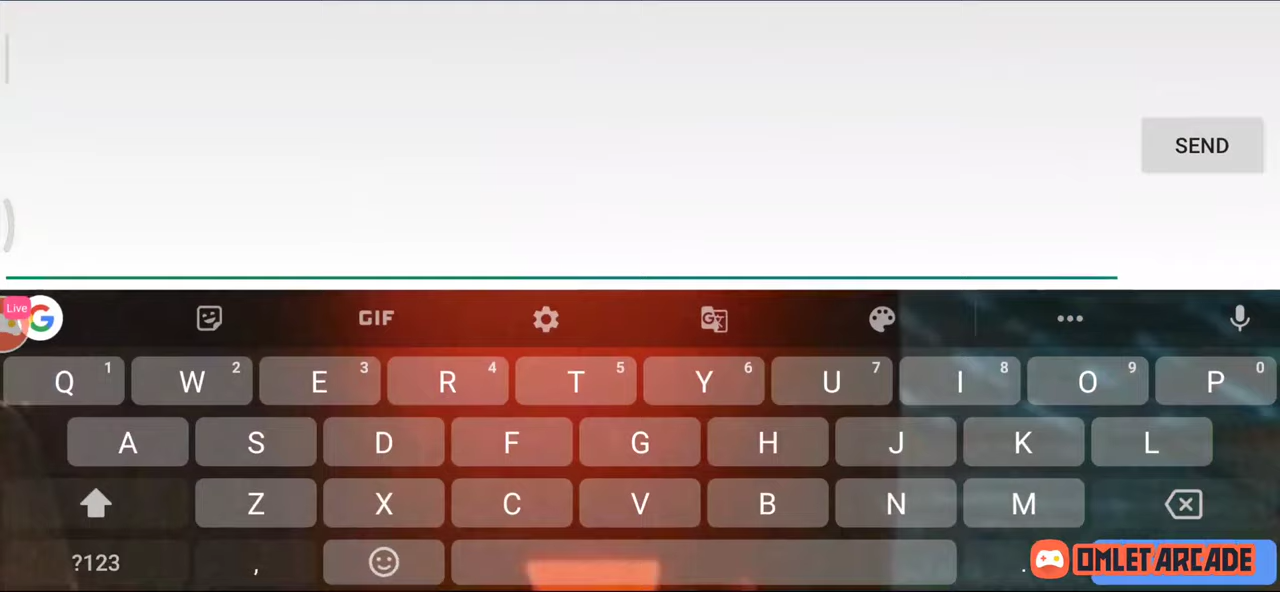 SEND
Live
G
GIF
G
Q 1 W 2 E 3 R 4 T 5 Y 6 U 7 I 8 O 9 P 0
A S D F G H J K L
Z X C V B N M
?123 , . OMLET ARCADE